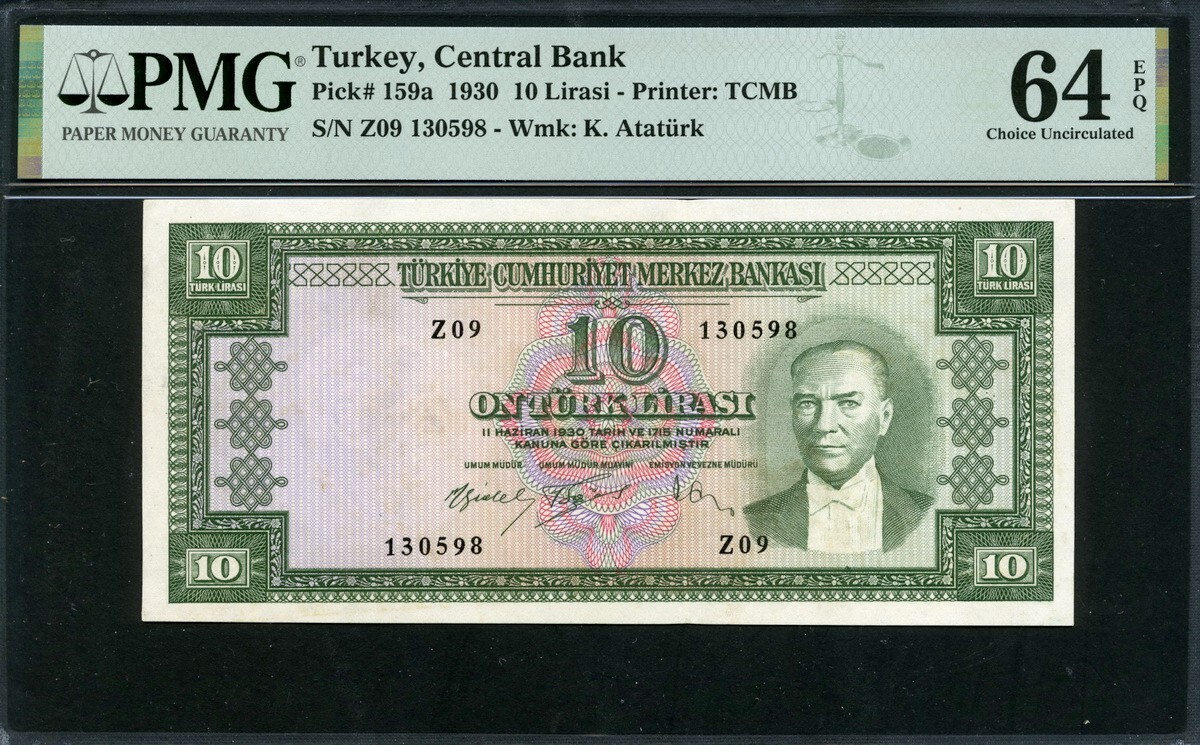 PMG®
PAPER MONEY GUARANTY
Turkey, Central Bank
Pick# 159a 1930 10 Lirasi - Printer: TCMB
S/N Z09 130598 - Wmk: K. Atatürk
64 EPQ
Choice Uncirculated
10 TÜRK LİRASI
10 TÜRK LİRASI
TÜRKİYE CUMHURİYET MERKEZ BANKASI
Z09 130598
10
ON TÜRK LİRASI
11 HAZİRAN 1930 TARİH VE 1715 NUMARALI
KANUNA GÖRE ÇIKARILMIŞTIR
UMUM MÜDÜR UMUM MÜDÜR MUAVİNİ EMİSYON VE VEZNE MÜDÜRÜ
130598 Z09
10 10